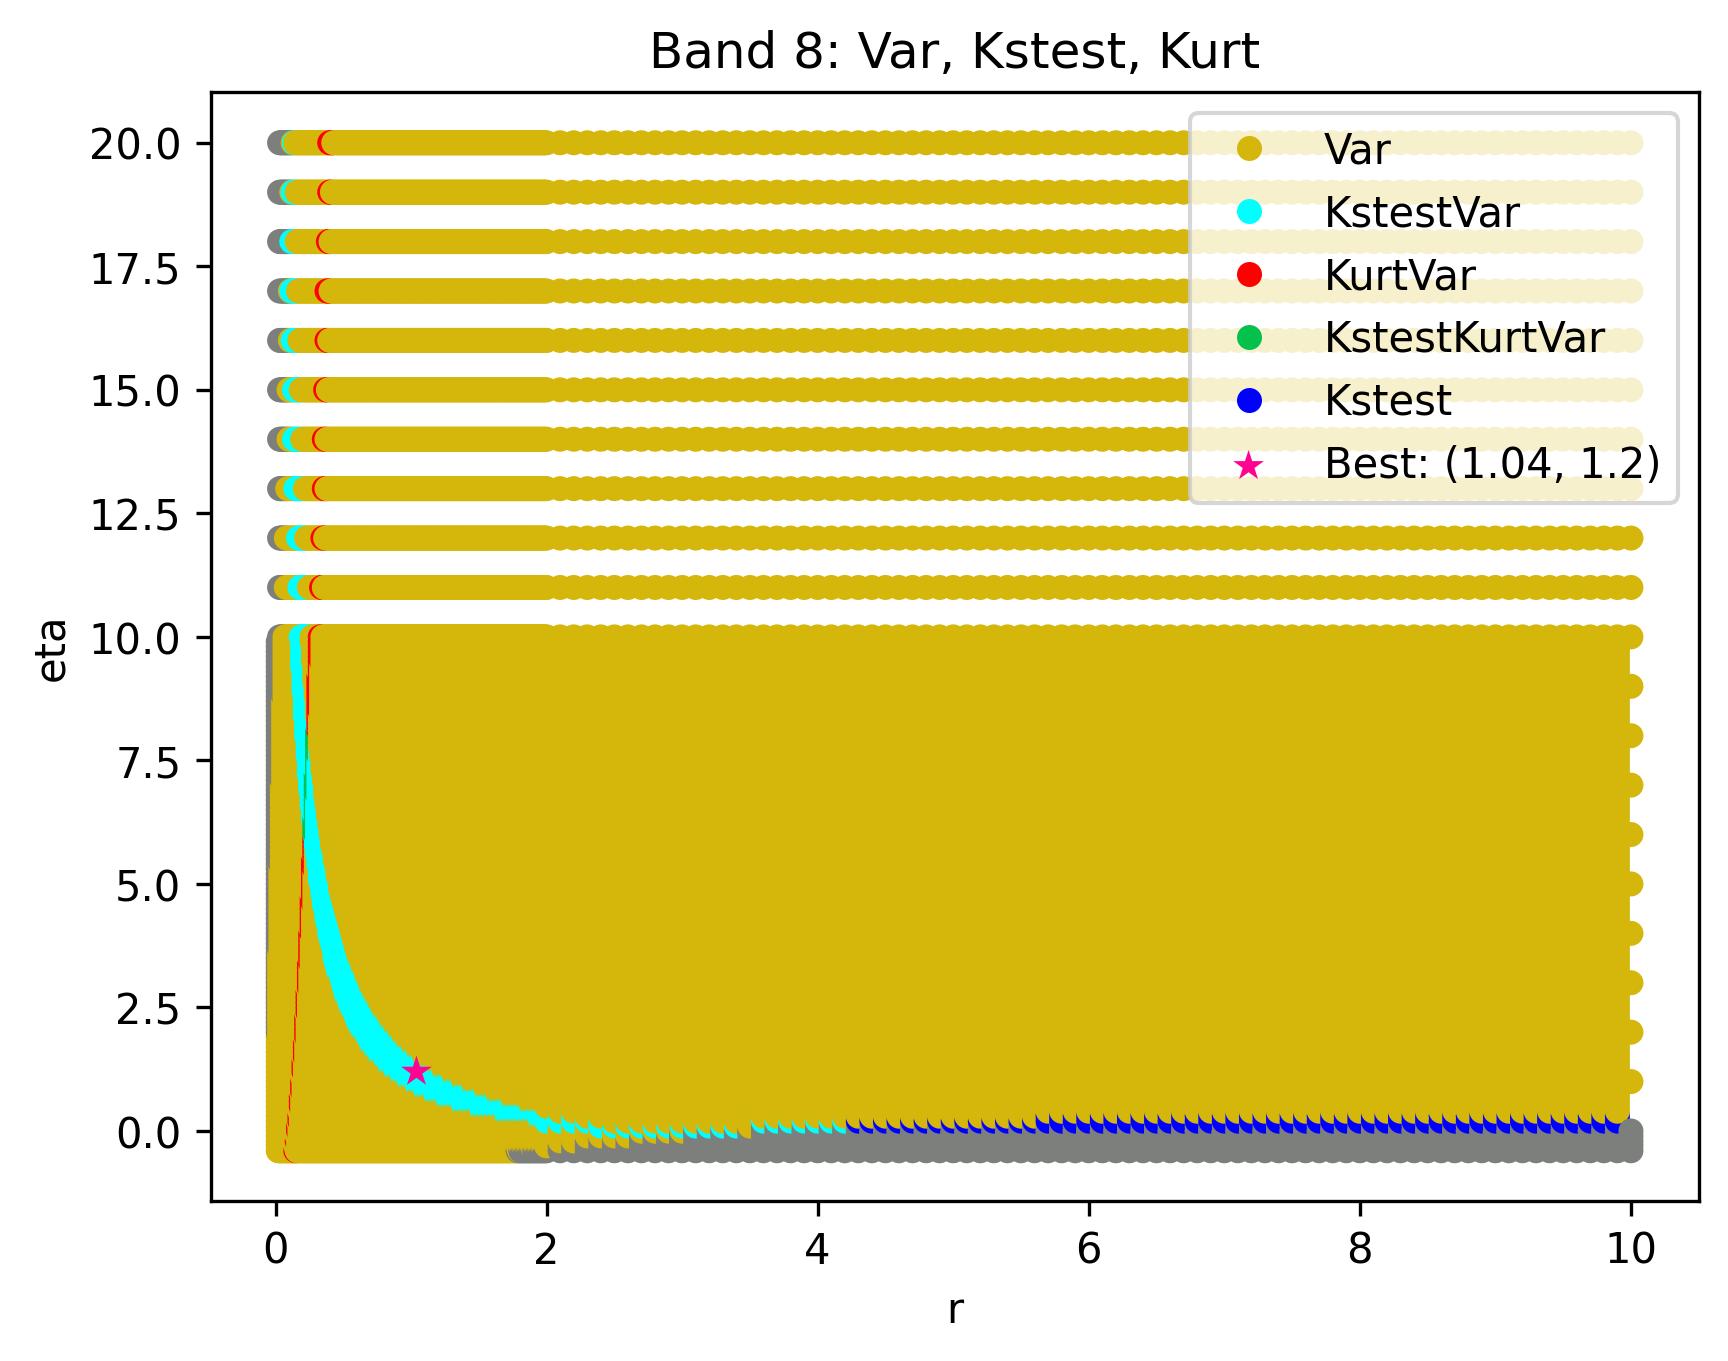 Band 8: Var, Kstest, Kurt
20.0
17.5
15.0
12.5
10.0
7.5
5.0
2.5
0.0
eta
Var
KstestVar
KurtVar
KstestKurtVar
Kstest
Best: (1.04, 1.2)
0 2 4 6 8 10
r